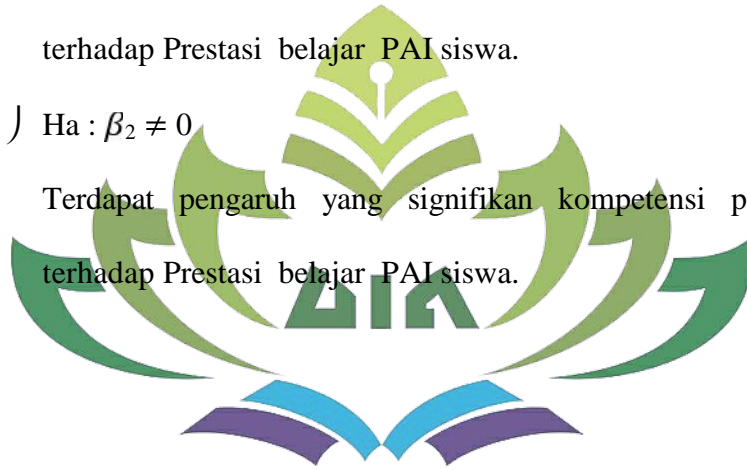 terhadap Prestasi belajar PAI siswa.
Ha : β₂ ≠ 0
Terdapat pengaruh yang signifikan kompetensi p
terhadap Prestasi belajar PAI siswa.